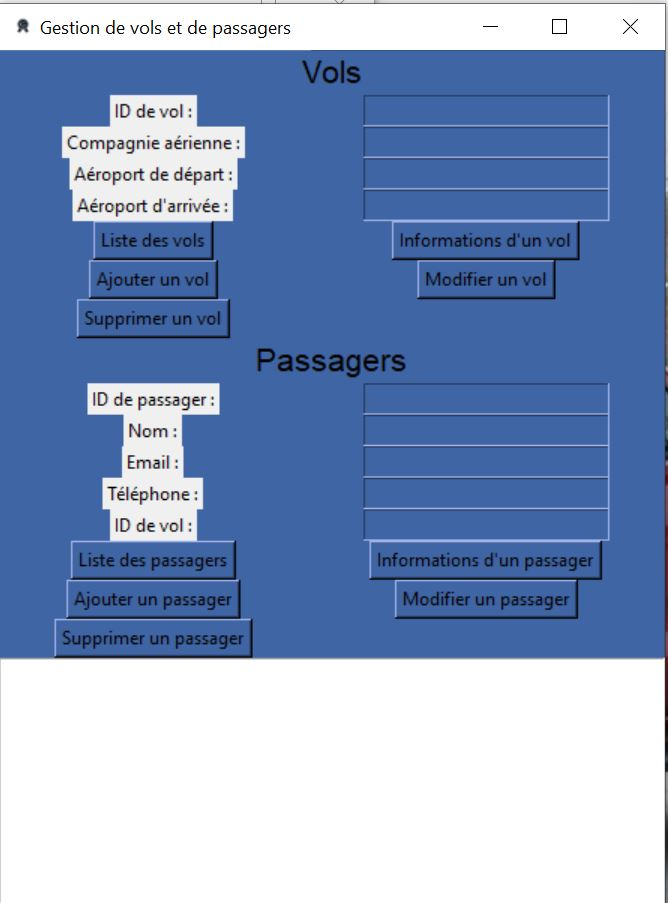 Gestion de vols et de passagers
Vols
ID de vol :
Compagnie aérienne :
Aéroport de départ :
Aéroport d'arrivée :
Liste des vols Informations d'un vol
Ajouter un vol Modifier un vol
Supprimer un vol
Passagers
ID de passager :
Nom :
Email :
Téléphone :
ID de vol :
Liste des passagers Informations d'un passager
Ajouter un passager Modifier un passager
Supprimer un passager